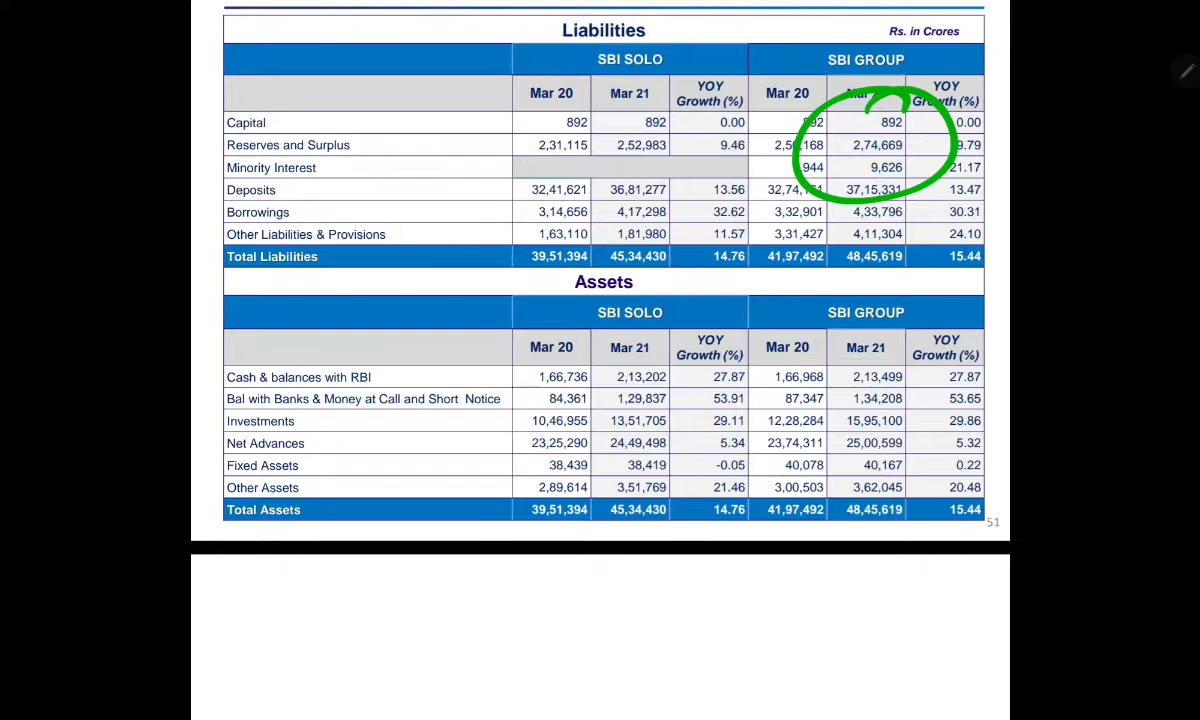 Liabilities Rs. in Crores
SBI SOLO SBI GROUP
Mar 20 Mar 21 YOY Growth (%) Mar 20 YOY Growth (%)
Capital 892 892 0.00 892 892 0.00
Reserves and Surplus 2,31,115 2,52,983 9.46 2,74,669 9.79
Minority Interest 9,626 21.17
Deposits 32,41,621 36,81,277 13.56 37,15,331 13.47
Borrowings 3,14,656 4,17,298 32.62 3,32,901 4,33,796 30.31
Other Liabilities & Provisions 1,63,110 1,81,980 11.57 3,31,427 4,11,304 24.10
Total Liabilities 39,51,394 45,34,430 14.76 41,97,492 48,45,619 15.44
Assets
SBI SOLO SBI GROUP
Mar 20 Mar 21 YOY Growth (%) Mar 20 Mar 21 YOY Growth (%)
Cash & balances with RBI 1,66,736 2,13,202 27.87 1,66,968 2,13,499 27.87
Bal with Banks & Money at Call and Short Notice 84,361 1,29,837 53.91 87,347 1,34,208 53.65
Investments 10,46,955 13,51,705 29.11 12,28,284 15,95,100 29.86
Net Advances 23,25,290 24,49,498 5.34 23,74,311 25,00,599 5.32
Fixed Assets 38,439 38,419 -0.05 40,078 40,167 0.22
Other Assets 2,89,614 3,51,769 21.46 3,00,503 3,62,045 20.48
Total Assets 39,51,394 45,34,430 14.76 41,97,492 48,45,619 15.44
51